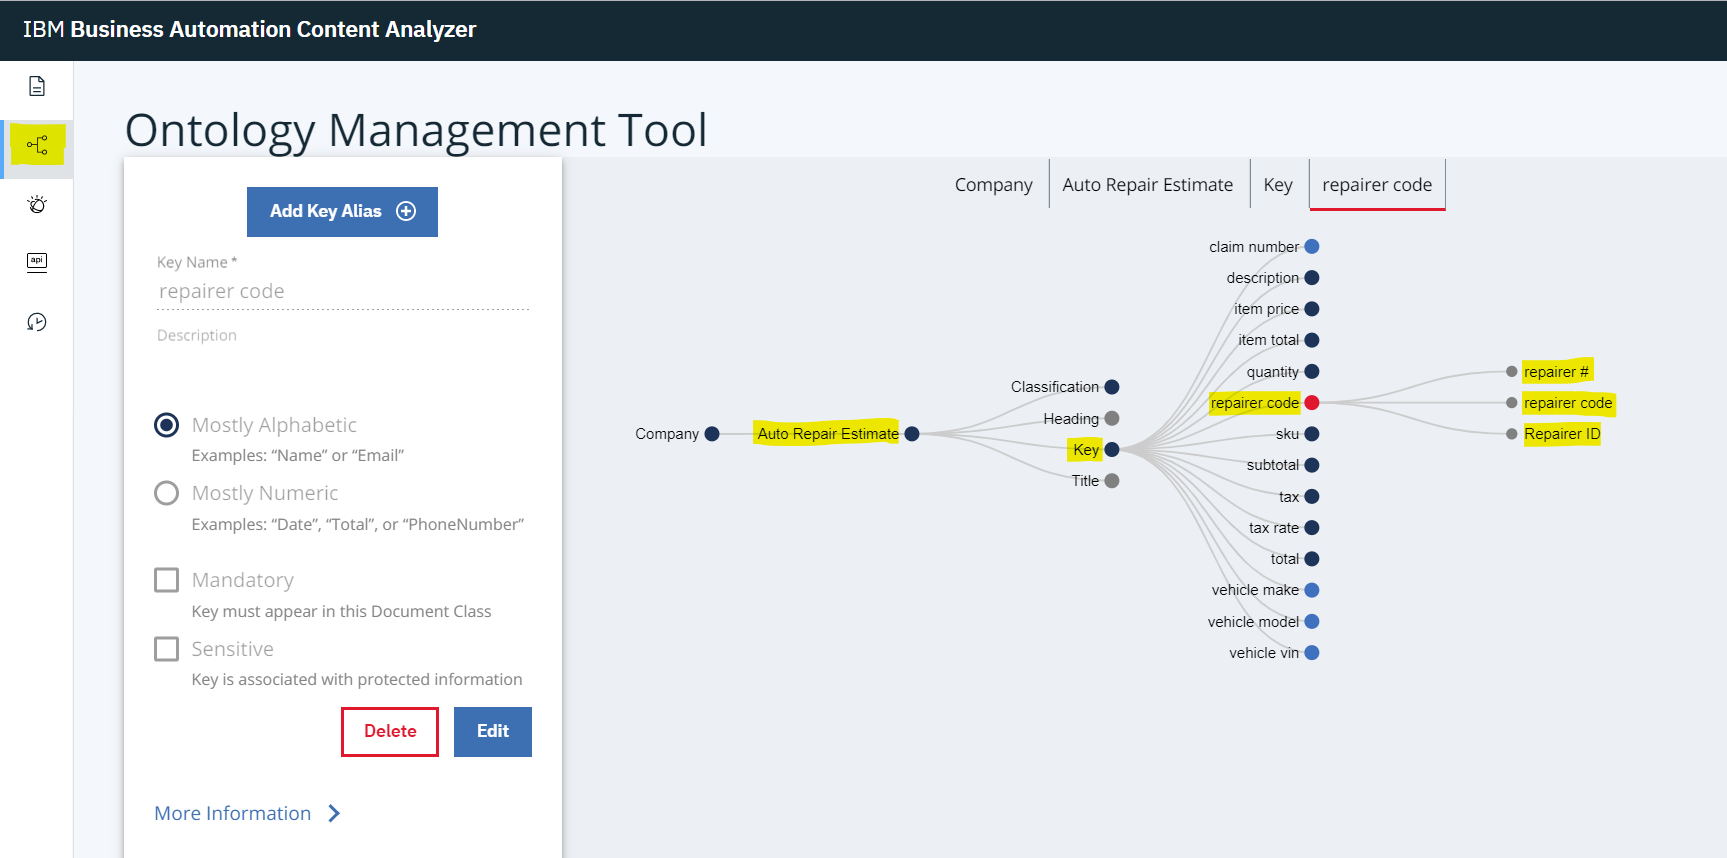 IBM Business Automation Content Analyzer
api
Ontology Management Tool
Add Key Alias
Key Name *
repairer code
Description
Mostly Alphabetic
Examples: “Name” or “Email”
Mostly Numeric
Examples: “Date”, “Total”, or “PhoneNumber”
Mandatory
Key must appear in this Document Class
Sensitive
Key is associated with protected information
Delete Edit
More Information
Company Auto Repair Estimate Key repairer code
Company
Auto Repair Estimate
Classification
Heading
Key
Title
claim number
description
item price
item total
quantity
repairer code
sku
subtotal
tax
tax rate
total
vehicle make
vehicle model
vehicle vin
repairer #
repairer code
Repairer ID